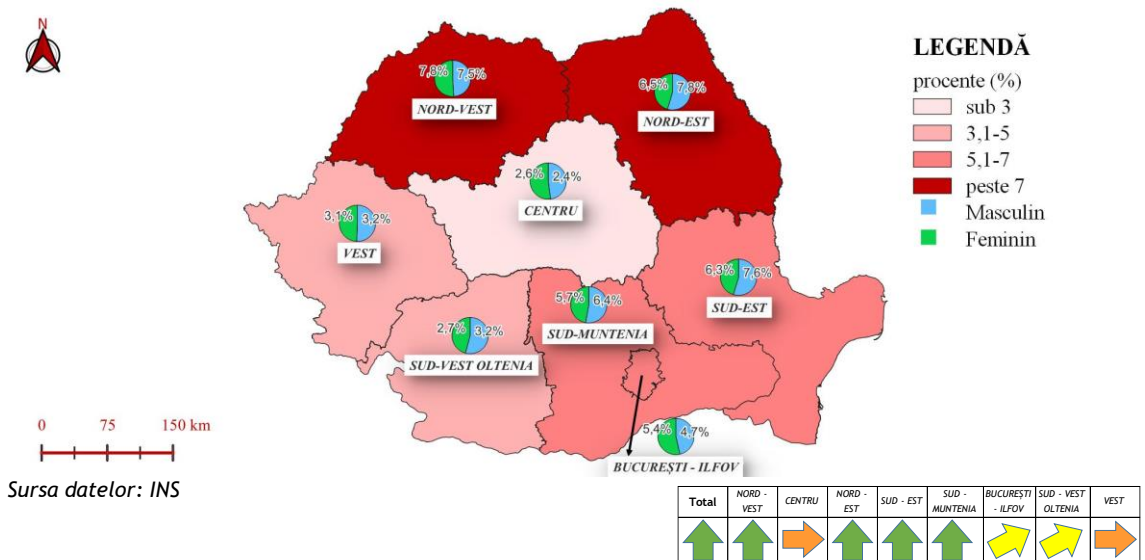 N
LEGENDĂ
procente (%)
sub 3
3,1-5
5,1-7
peste 7
Masculin
Feminin
7,8% 7,5%
NORD-VEST
6,5% 7,8%
NORD-EST
2,6% 2,4%
CENTRU
3,1% 3,2%
VEST
6,3% 7,6%
SUD-EST
5,7% 6,4%
SUD-MUNTENIA
2,7% 3,2%
SUD-VEST OLTENIA
5,4% 4,7%
BUCUREȘTI - ILFOV
0 75 150 km
Sursa datelor: INS
Total
NORD - VEST
CENTRU
NORD - EST
SUD - EST
SUD - MUNTENIA
BUCUREȘTI - ILFOV
SUD - VEST OLTENIA
VEST